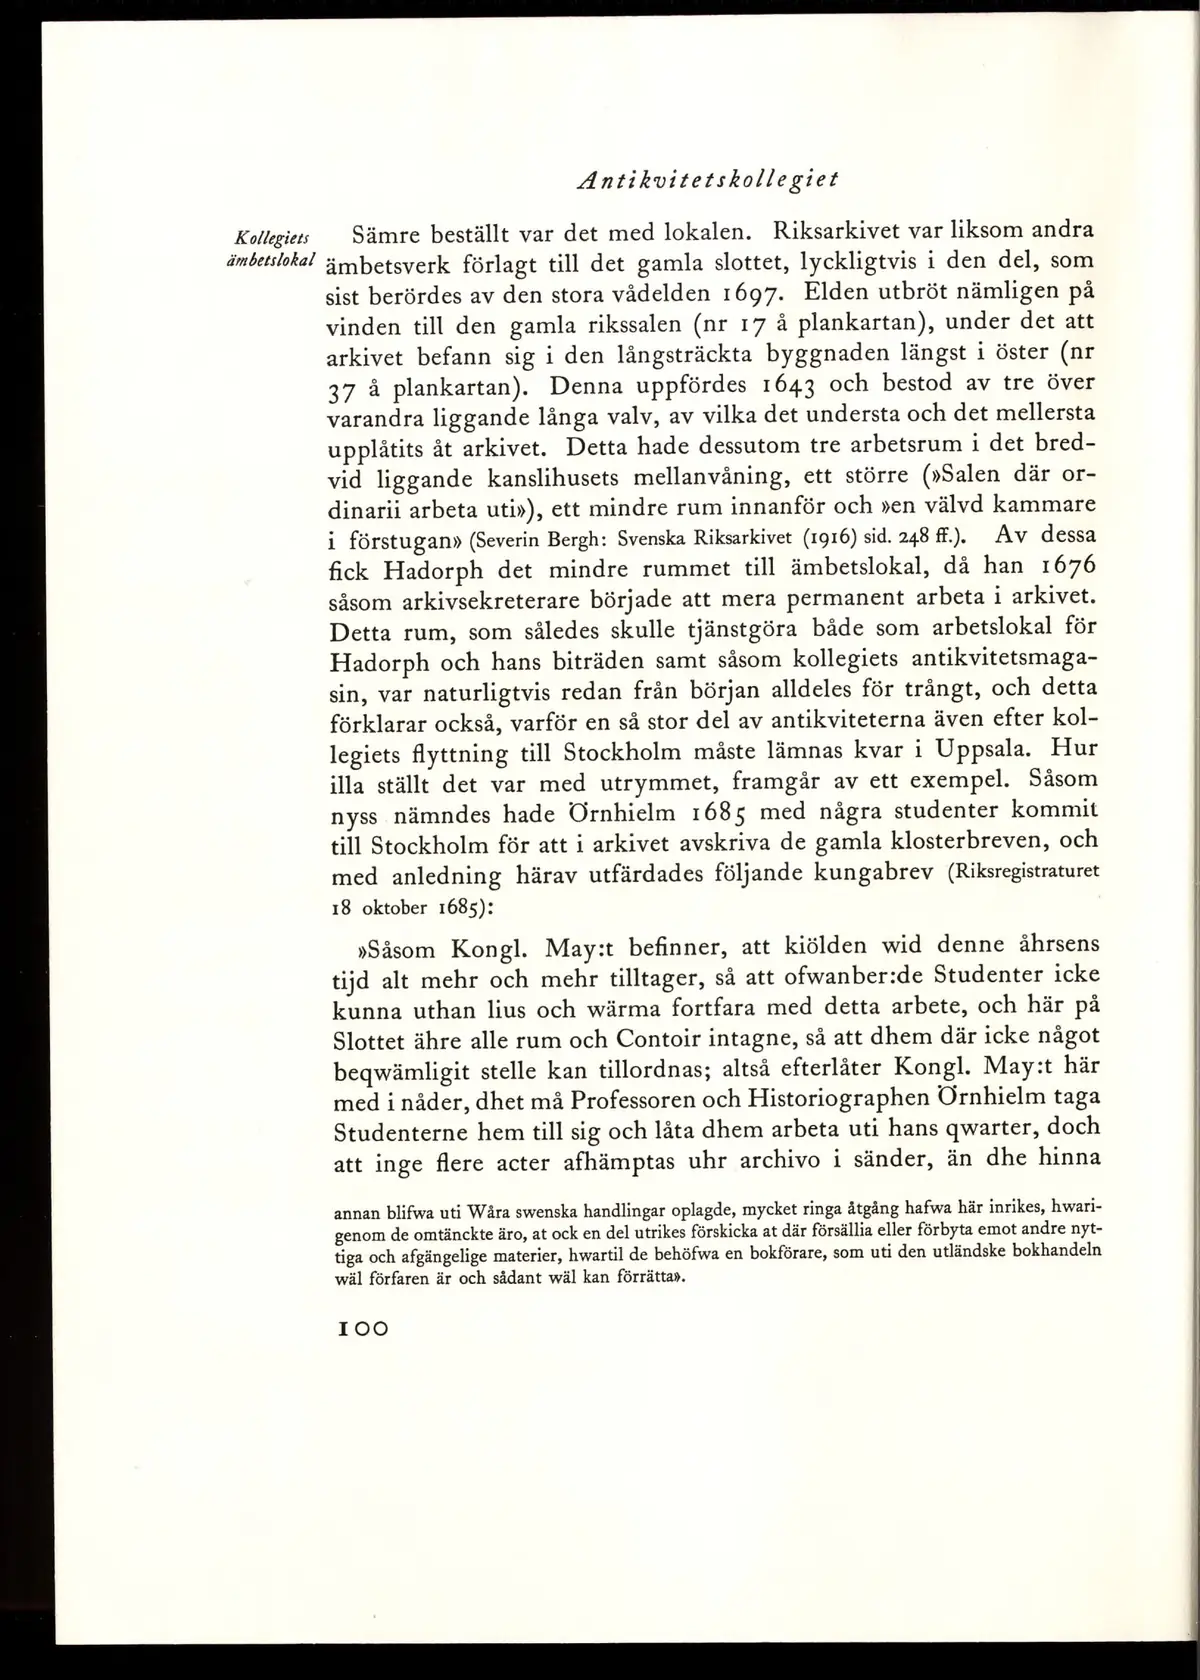 Antikvitetskollegiet
Kollegiets
ämbetslokal
Sämre beställt var det med lokalen. Riksarkivet var liksom andra
ämbetsverk förlagt till det gamla slottet, lyckligtvis i den del, som
sist berördes av den stora vådelden 1697. Elden utbröt nämligen på
vinden till den gamla rikssalen (nr 17 å plankartan), under det att
arkivet befann sig i den långsträckta byggnaden längst i öster (nr
37 å plankartan). Denna uppfördes 1643 och bestod av tre över
varandra liggande långa valv, av vilka det understa och det mellersta
upplåtits åt arkivet. Detta hade dessutom tre arbetsrum i det bred-
vid liggande kanslihusets mellanvåning, ett större (»Salen där or-
dinarii arbeta uti»), ett mindre rum innanför och »en välvd kammare
i förstugan» (Severin Bergh: Svenska Riksarkivet (1916) sid. 248 ff.). Av dessa
fick Hadorph det mindre rummet till ämbetslokal, då han 1676
såsom arkivsekreterare började att mera permanent arbeta i arkivet.
Detta rum, som således skulle tjänstgöra både som arbetslokal för
Hadorph och hans biträden samt såsom kollegiets antikvitetsmaga-
sin, var naturligtvis redan från början alldeles för trångt, och detta
förklarar också, varför en så stor del av antikviteterna även efter kol-
legiets flyttning till Stockholm måste lämnas kvar i Uppsala. Hur
illa ställt det var med utrymmet, framgår av ett exempel. Såsom
nyss nämndes hade Örnhielm 1685 med några studenter kommit
till Stockholm för att i arkivet avskriva de gamla klosterbreven, och
med anledning härav utfärdades följande kungabrev (Riksregistraturet
18 oktober 1685):
»Såsom Kongl. May:t befinner, att kiölden wid denne åhrsens
tijd alt mehr och mehr tilltager, så att ofwanber:de Studenter icke
kunna uthan lius och wärma fortfara med detta arbete, och här på
Slottet ähre alle rum och Contoir intagne, så att dhem där icke något
beqwämligit stelle kan tillordnas; altså efterlåter Kongl. May:t här
med i nåder, dhet må Professoren och Historiographen Örnhielm taga
Studenterne hem till sig och låta dhem arbeta uti hans qwarter, doch
att inge flere acter afhämptas uhr archivo i sänder, än dhe hinna
annan blifwa uti Wåra swenska handlingar oplagde, mycket ringa åtgång hafwa här inrikes, hwari-
genom de omtänckte äro, at ock en del utrikes förskicka at där försällia eller förbyta emot andre nyt-
tiga och afgängelige materier, hwartil de behöfwa en bokförare, som uti den utländske bokhandeln
wäl förfaren är och sådant wäl kan förrätta».
100